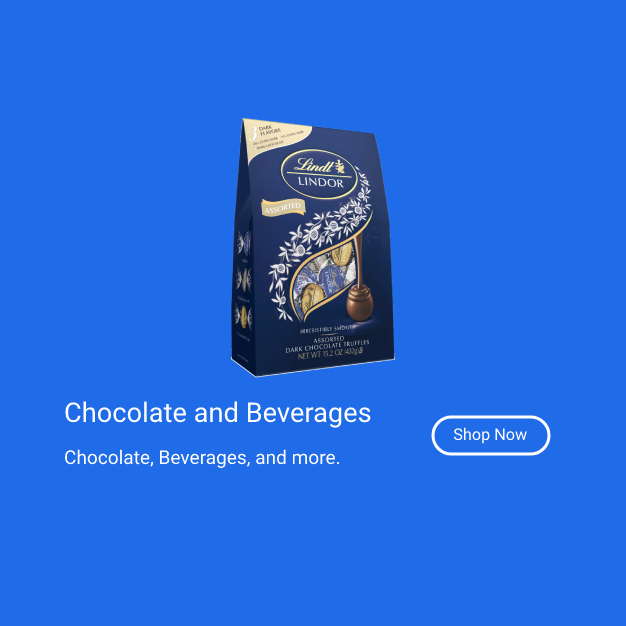 DARK
FLAVORS
Lindt
LINDOR
ASSORTED
IRRESISTIBLY SMOOTH
ASSORTED
DARK CHOCOLATE TRUFFLES
NET WT 15.2 OZ
Chocolate and Beverages
Shop Now
Chocolate, Beverages, and more.